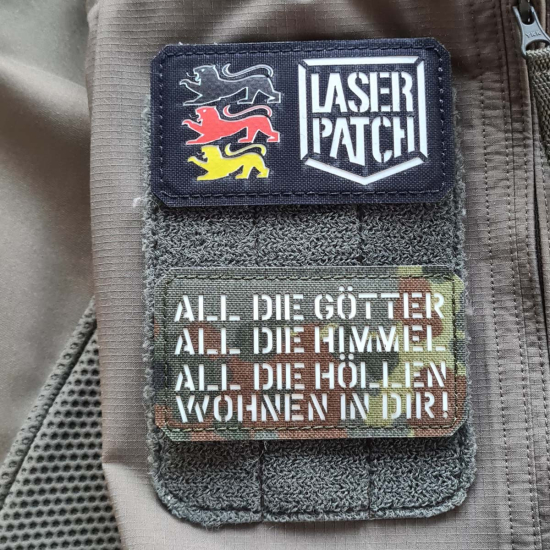 LASER
PATCH
ALL DIE GÖTTER
ALL DIE HIMMEL
ALL DIE HÖLLEN
WOHNEN IN DIR!